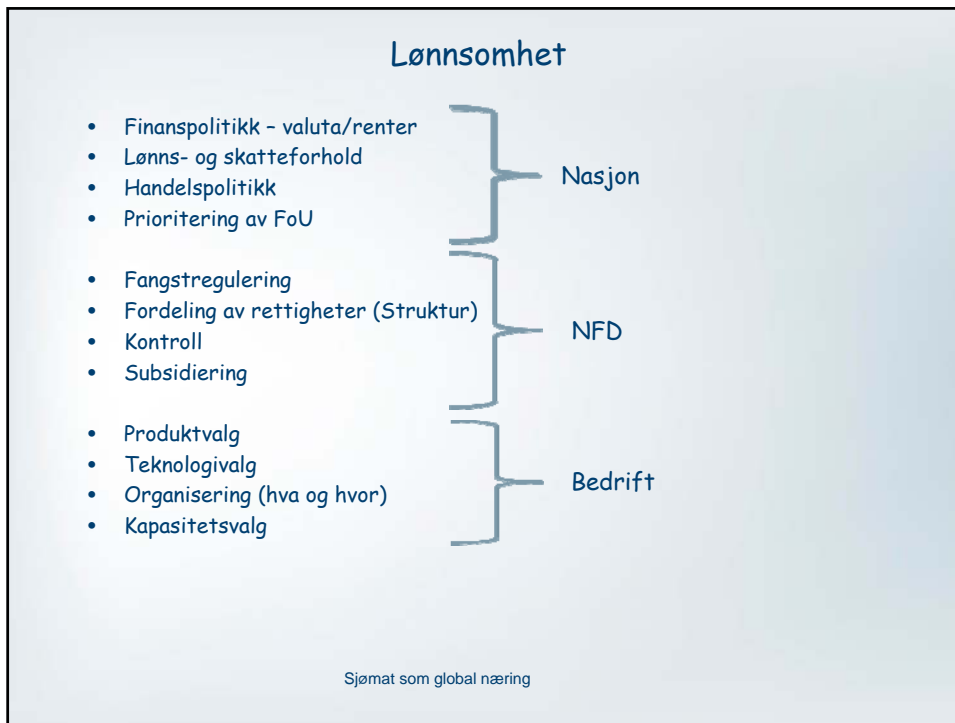 Lønnsomhet
• Finanspolitikk – valuta/renter
• Lønns- og skatteforhold
• Handelspolitikk
• Prioritering av FoU
Nasjon
• Fangstregulering
• Fordeling av rettigheter (Struktur)
• Kontroll
• Subsidiering
NFD
• Produktvalg
• Teknologivalg
• Organisering (hva og hvor)
• Kapasitetsvalg
Bedrift
Sjømat som global næring